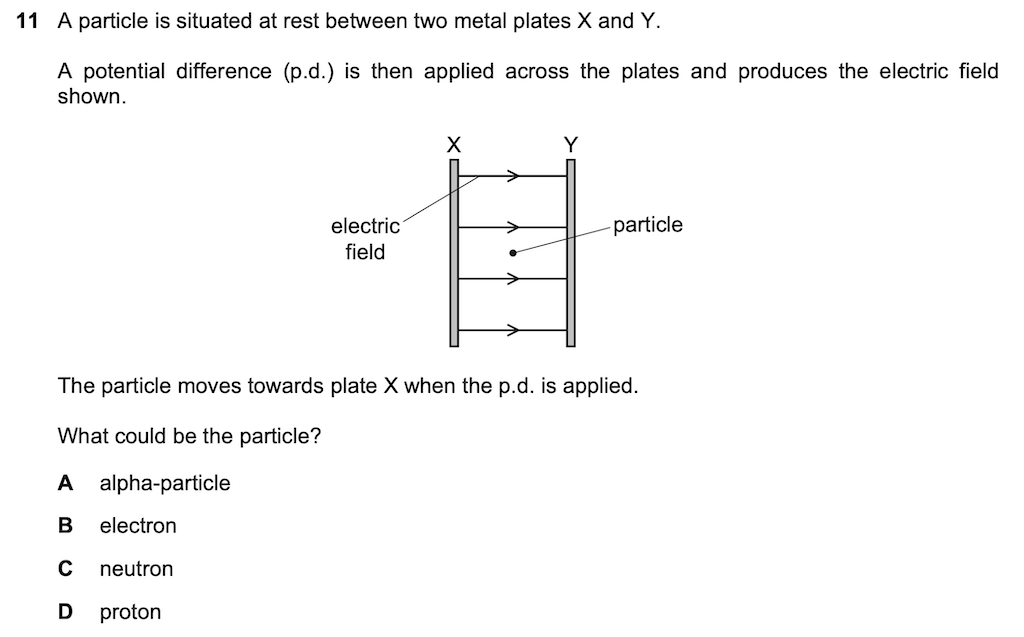 11 A particle is situated at rest between two metal plates X and Y.
A potential difference (p.d.) is then applied across the plates and produces the electric field
shown.
X Y
electric
field
particle
The particle moves towards plate X when the p.d. is applied.
What could be the particle?
A alpha-particle
B electron
C neutron
D proton